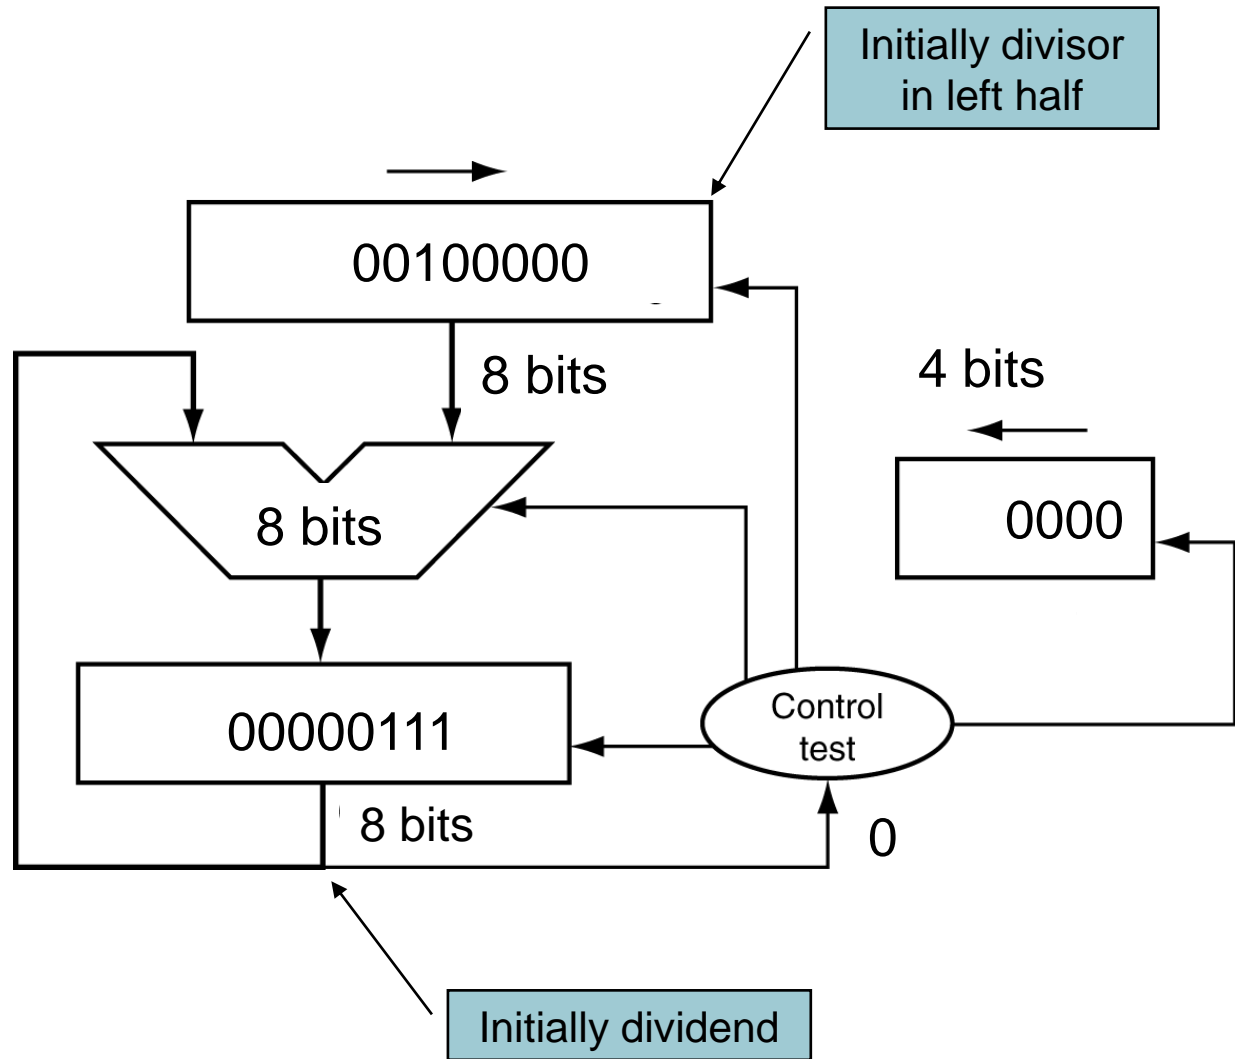 Initially divisor
in left half
00100000
8 bits
4 bits
8 bits
0000
00000111
Control
test
8 bits
0
Initially dividend